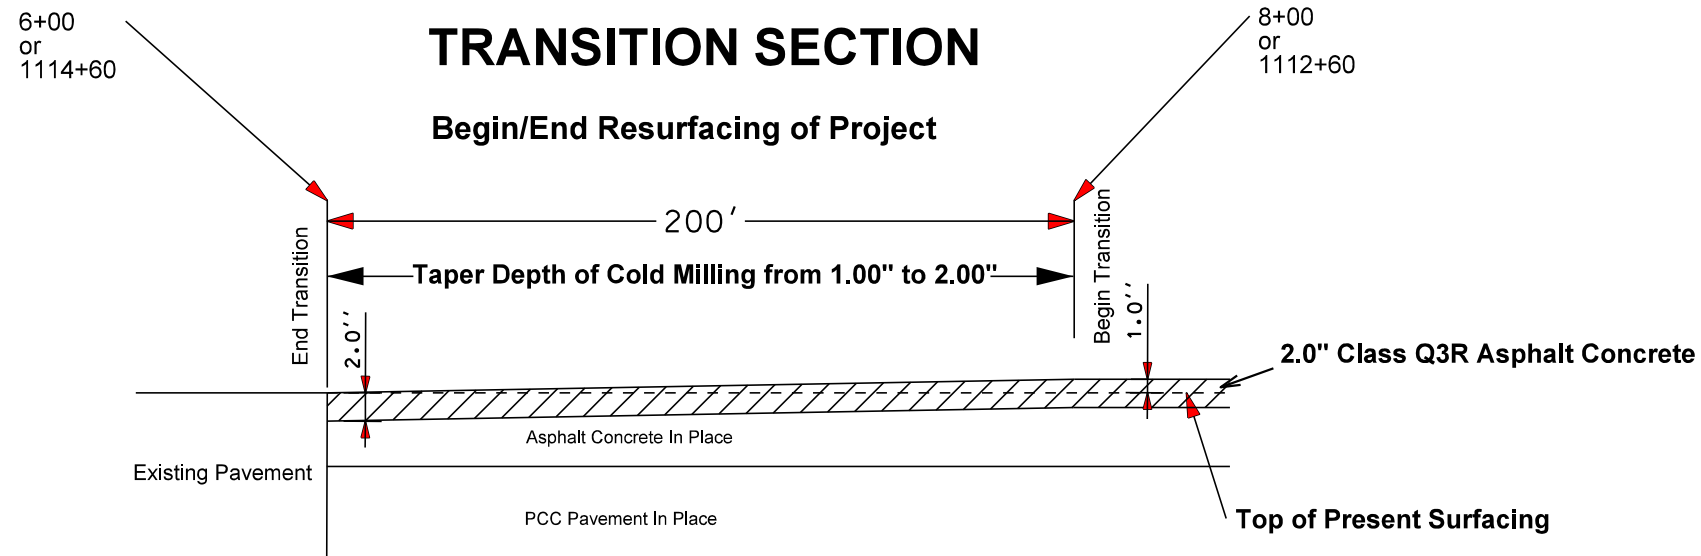 6+00
or
1114+60
TRANSITION SECTION
8+00
or
1112+60
Begin/End Resurfacing of Project
200'
Taper Depth of Cold Milling from 1.00" to 2.00"
End Transition
2.0''
Begin Transition
1.0''
2.0" Class Q3R Asphalt Concrete
Asphalt Concrete In Place
Existing Pavement
PCC Pavement In Place
Top of Present Surfacing